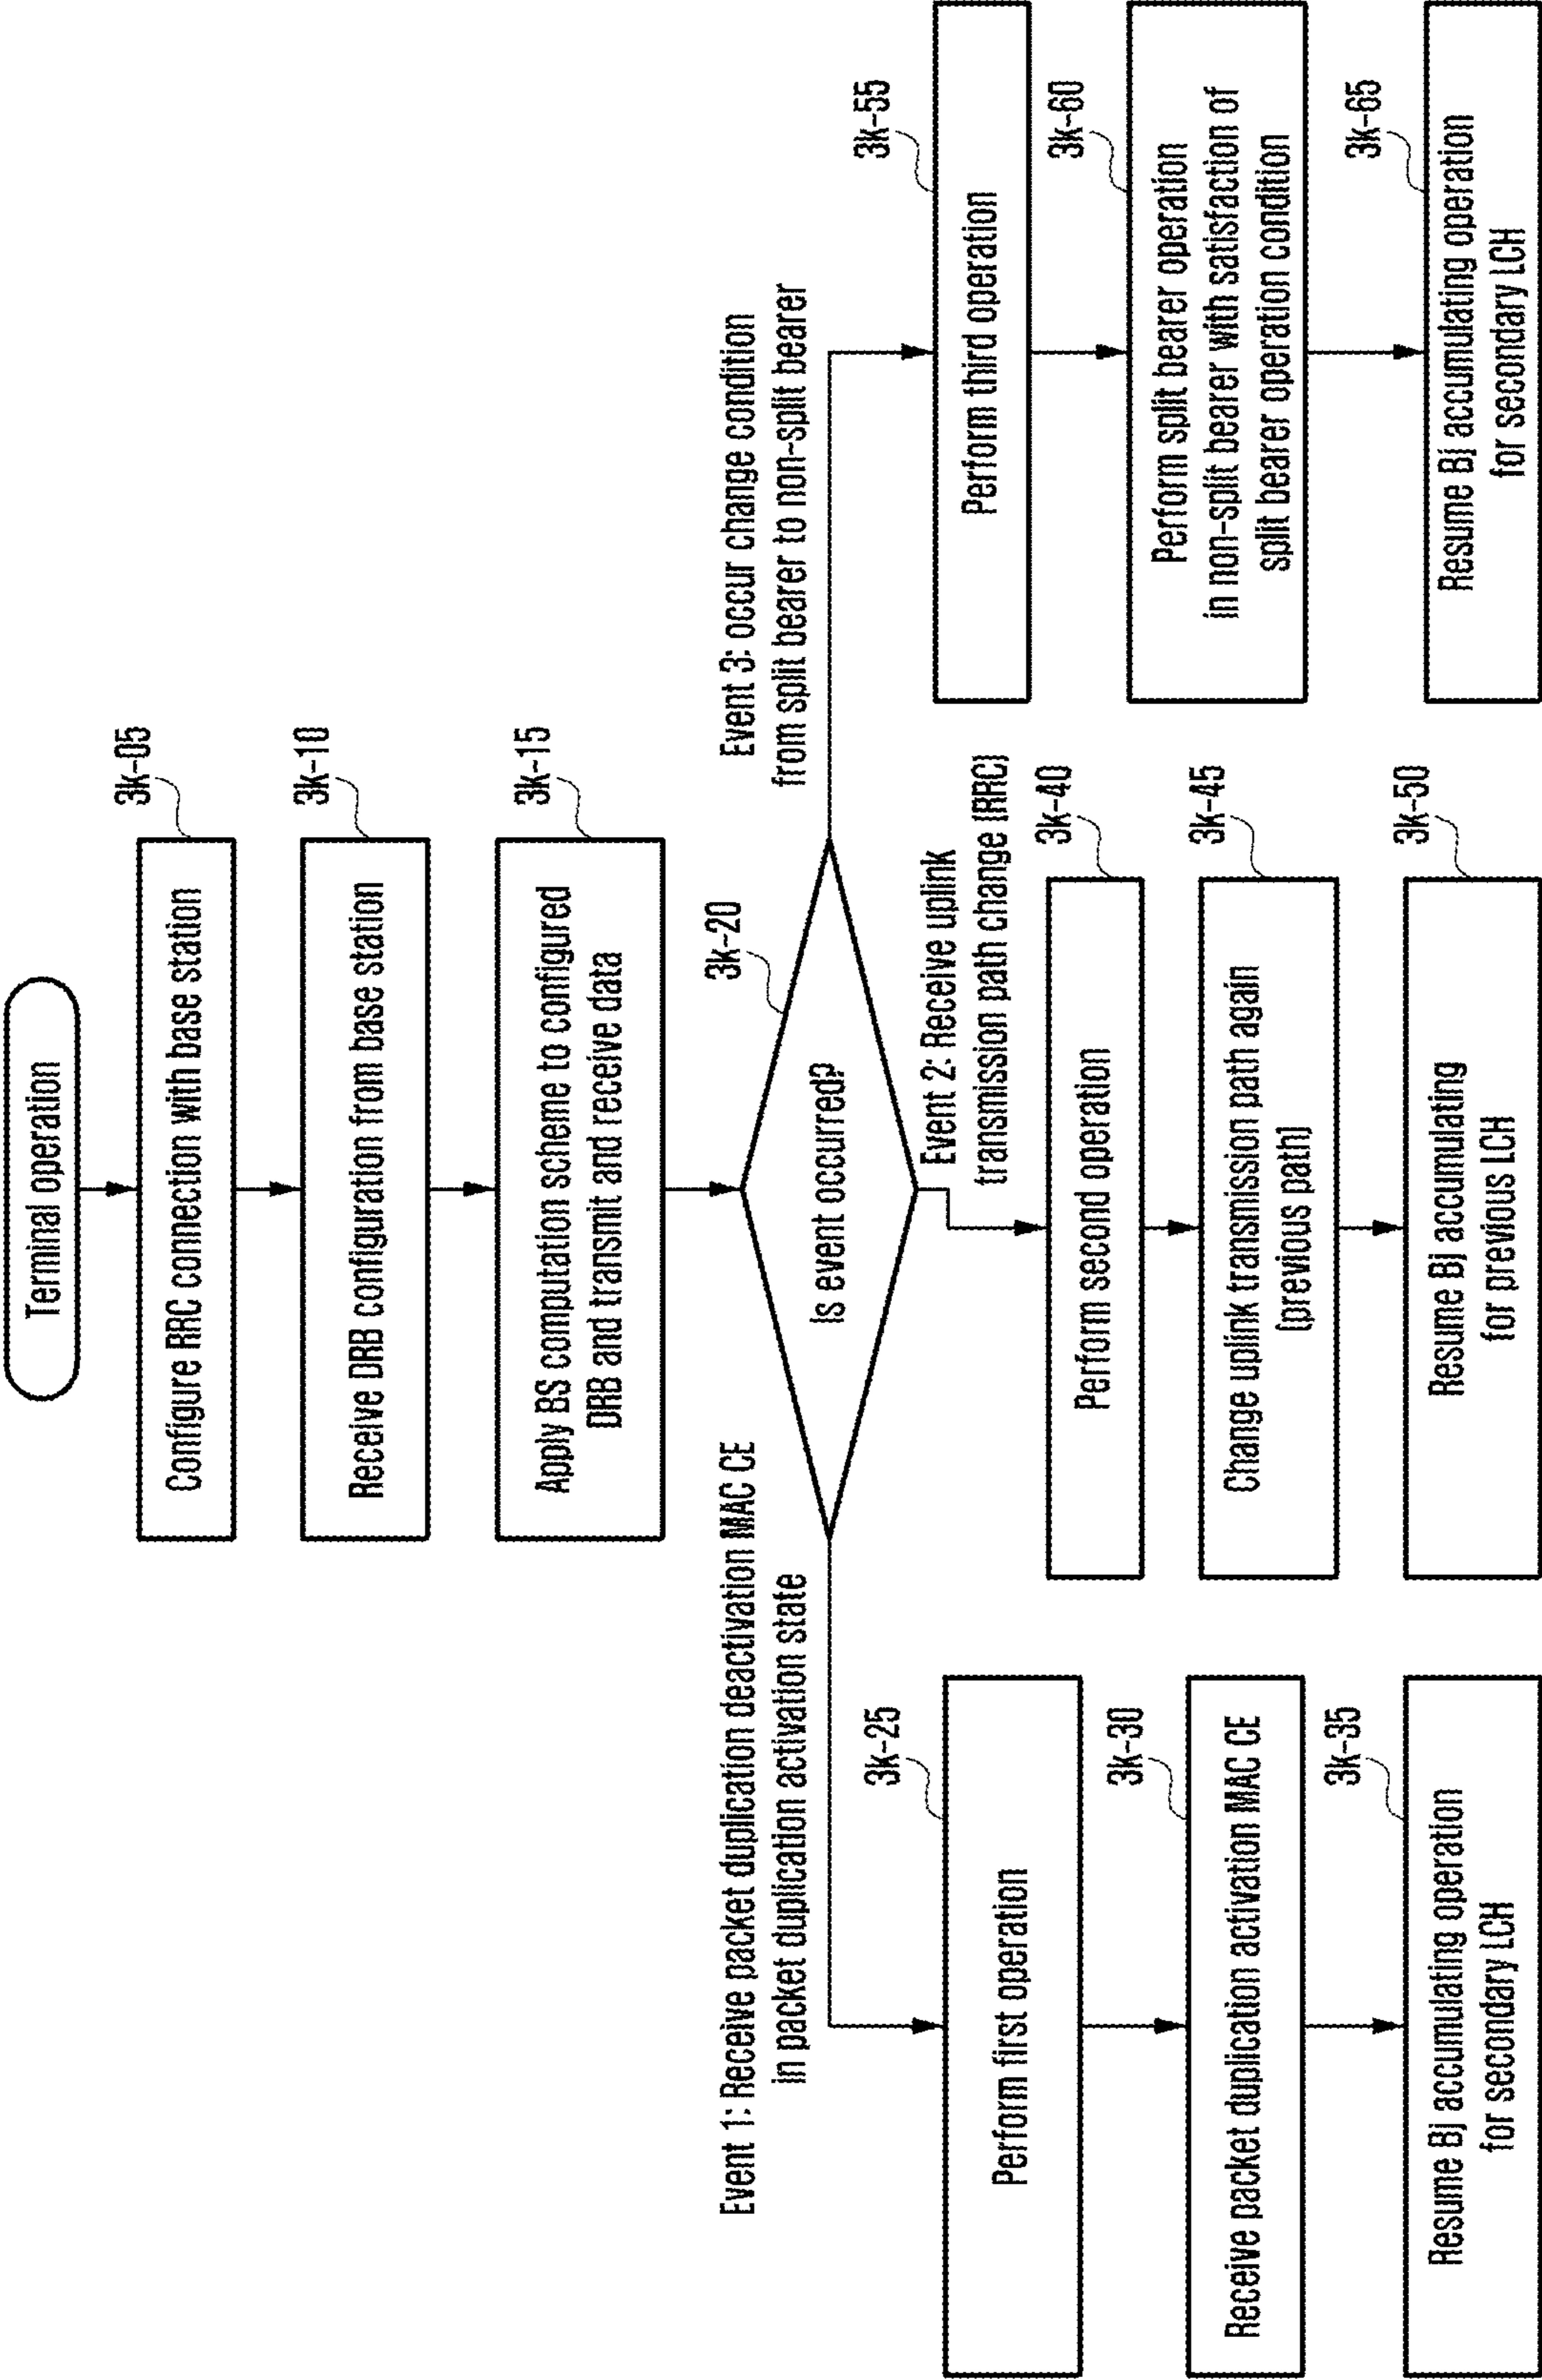 Terminal operation
3k-05
Configure RRC connection with base station
3k-10
Receive DRB configuration from base station
3k-15
Apply BS computation scheme to configured
DRB and transmit and receive data
3k-20
Is event occurred?
Event 1: Receive packet duplication deactivation MAC CE
in packet duplication activation state
3k-25
Perform first operation
3k-30
Receive packet duplication activation MAC CE
3k-35
Resume Bj accumulating operation
for secondary LCH
Event 2: Receive uplink
transmission path change (RRC)
3k-40
Perform second operation
3k-45
Change uplink transmission path again
(previous path)
3k-50
Resume Bj accumulating
for previous LCH
Event 3: occur change condition
from split bearer to non-split bearer
3k-55
Perform third operation
3k-60
Perform split bearer operation
in non-split bearer with satisfaction of
split bearer operation condition
3k-65
Resume Bj accumulating operation
for secondary LCH